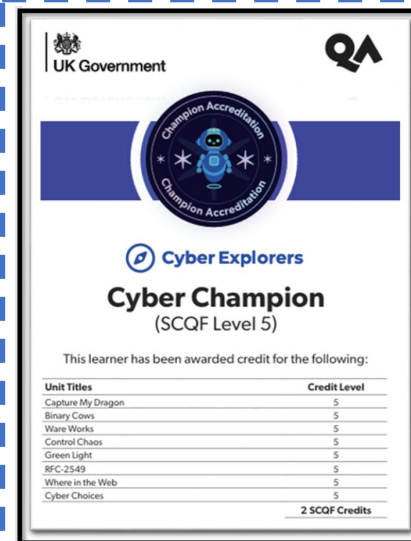 UK Government
QA
Champion Accreditation
Champion Accreditation
Cyber Explorers
Cyber Champion
(SCQF Level 5)
This learner has been awarded credit for the following:
Unit Titles Credit Level
Capture My Dragon 5
Binary Cows 5
Ware Works 5
Control Chaos 5
Green Light 5
RFC-2549 5
Where in the Web 5
Cyber Choices 5
2 SCQF Credits